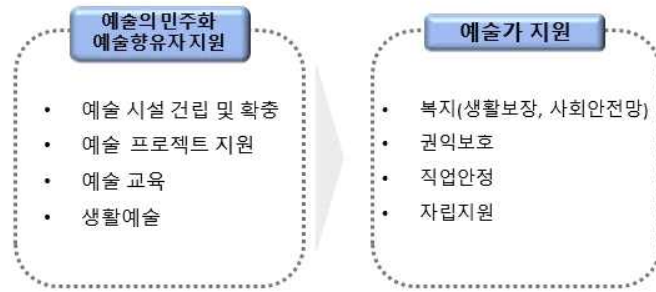 예술의 민주화
예술향유자 지원
• 예술 시설 건립 및 확충
• 예술 프로젝트 지원
• 예술 교육
• 생활예술
예술가 지원
• 복지(생활보장, 사회안전망)
• 권익보호
• 직업안정
• 자립지원